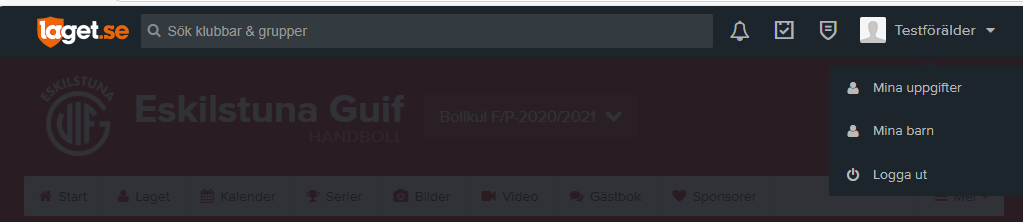 laget.se Sök klubbar & grupper Testförälder
ESKILSTUNA
GUIF
Eskilstuna Guif
HANDBOLL
Bollkul F/P-2020/2021
Mina uppgifter
Mina barn
Logga ut
Start Laget Kalender Serier Bilder Video Gästbok Sponsorer Mer